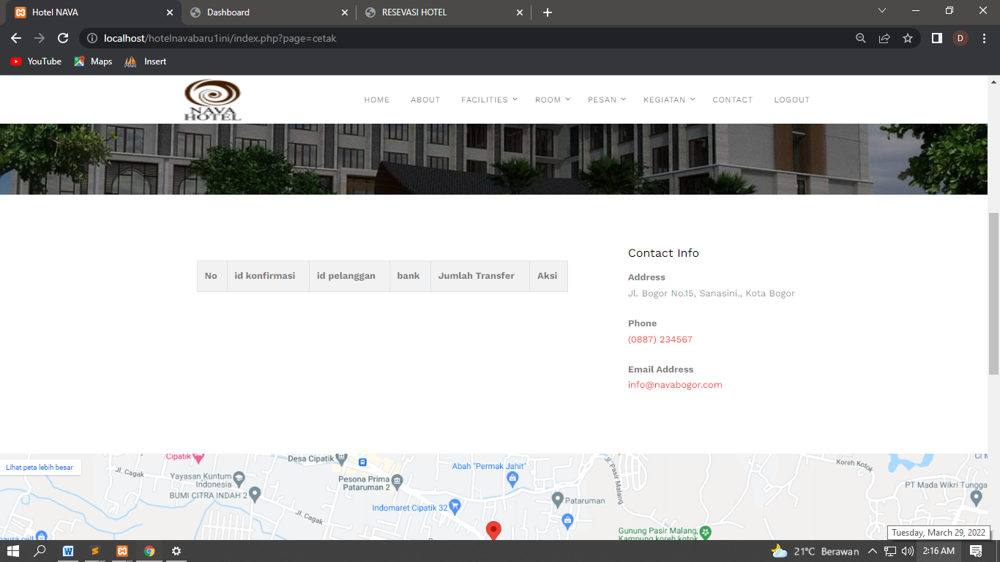 Hotel NAVA
Dashboard
RESEVASI HOTEL
localhost/hotelnavabaru1ini/index.php?page=cetak
D
YouTube
Maps
Insert
NAVA
HOTEL
HOME
ABOUT
FACILITIES
ROOM
PESAN
KEGIATAN
CONTACT
LOGOUT
No id konfirmasi id pelanggan bank Jumlah Transfer Aksi
Contact Info
Address
Jl. Bogor No.15, Sanasini., Kota Bogor
Phone
(0887) 234567
Email Address
info@navabogor.com
Lihat peta lebih besar
Cipatik
Jl. Cagak
Yayasan Kuntum
Indonesia
BUMI CITRA INDAH 2
Jl. Cagak
Desa Cipatik
Pesona Prima
Pataruman 2
Indomaret Cipatik 32
Abah "Permak Jahit"
Pataruman
Jl. Pasir Malang
Gunung Pasir Malang,
Kampung koreh kotok
Koreh Kotok
PT Mada Wikri Tungga
Tuesday, March 29, 2022
21°C Berawan
2:16 AM